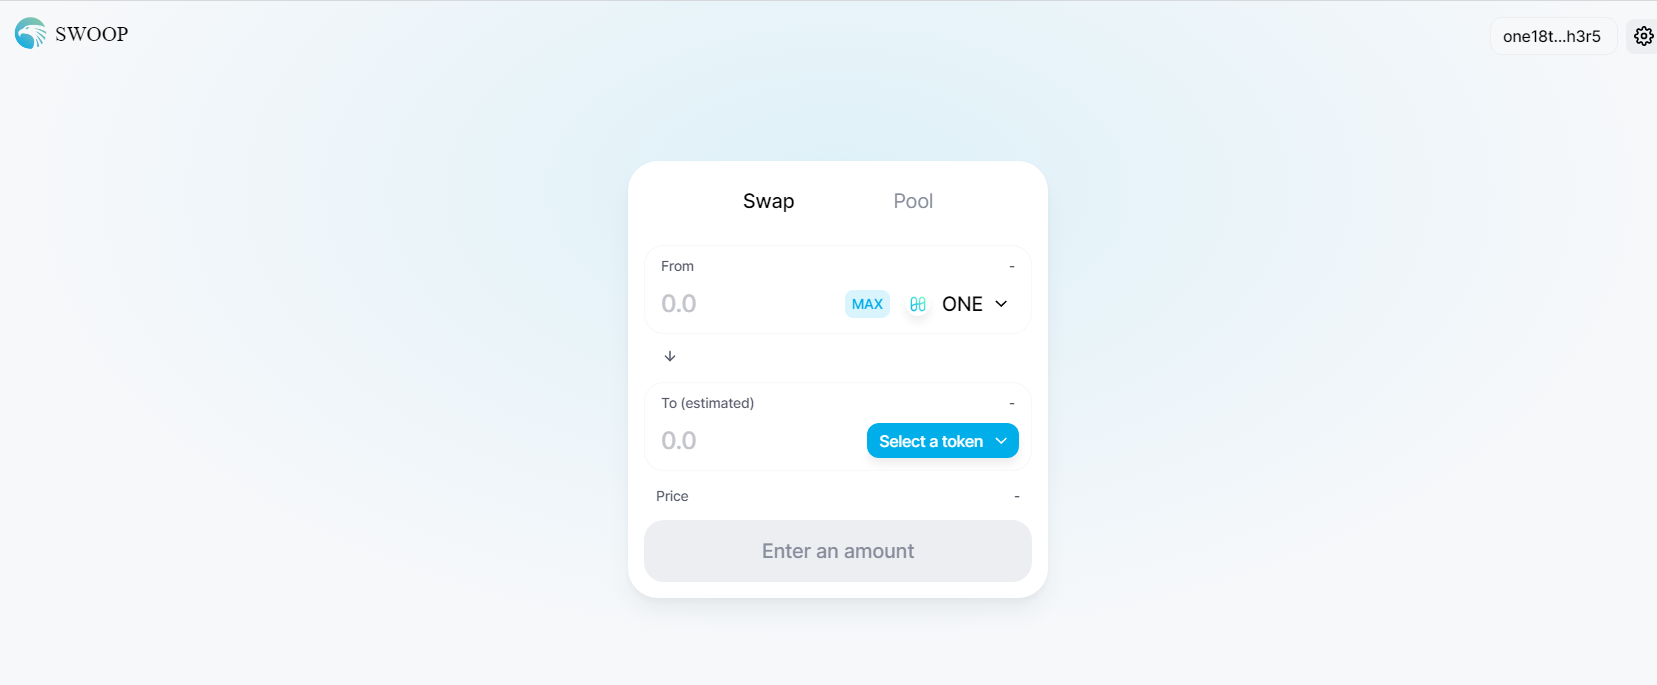 SWOOP
one18t...h3r5
Swap Pool
From -
0.0 MAX ONE
To (estimated) -
0.0 Select a token
Price -
Enter an amount